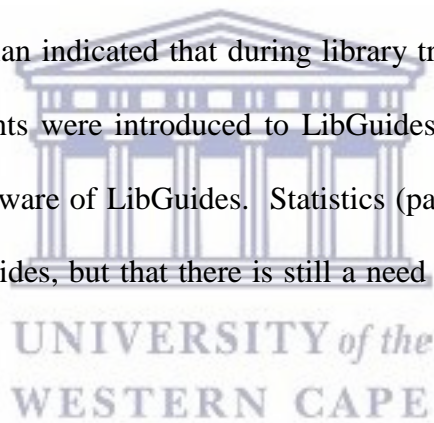 an indicated that during library tr
nts were introduced to LibGuides
ware of LibGuides. Statistics (pa
ides, but that there is still a need
UNIVERSITY of the
WESTERN CAPE